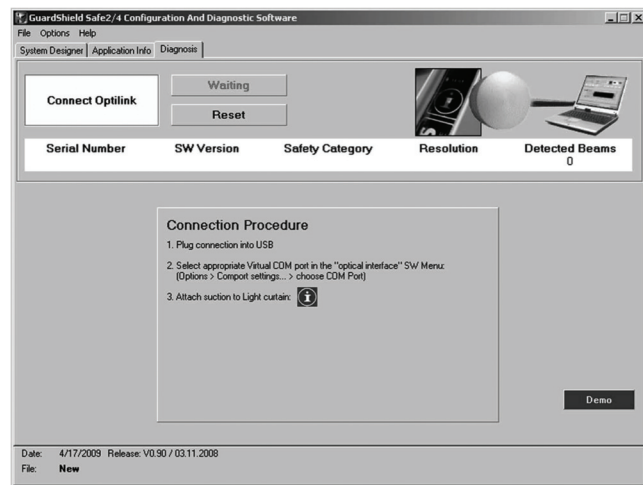 GuardShield Safe2/4 Configuration And Diagnostic Software
File Options Help
System Designer Application Info Diagnosis
Connect Optilink
Waiting
Reset
Serial Number SW Version Safety Category Resolution Detected Beams
0
Connection Procedure
1. Plug connection into USB
2. Select appropriate Virtual COM port in the "optical interface" SW Menu:
(Options > Comport settings... > choose COM Port)
3. Attach suction to Light curtain:
Demo
Date: 4/17/2009 Release: V0.90 / 03.11.2008
File: New